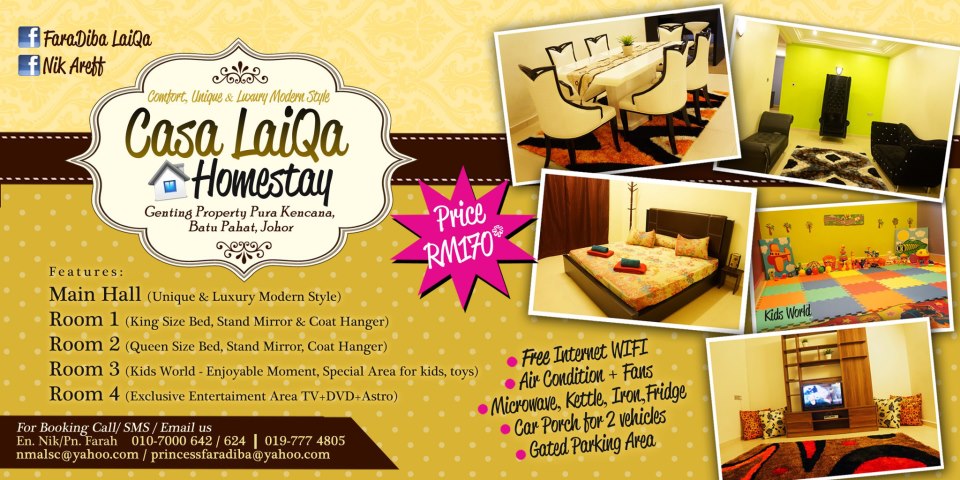 FaraDiba LaiQa
Nik Areff
Comfort, Unique & Luxury Modern Style
Casa LaiQa
Homestay
Genting Property Pura Kencana,
Batu Pahat, Johor
Price
RM170
Features:
Main Hall (Unique & Luxury Modern Style)
Room 1 (King Size Bed, Stand Mirror & Coat Hanger)
Room 2 (Queen Size Bed, Stand Mirror, Coat Hanger)
Room 3 (Kids World - Enjoyable Moment, Special Area for kids, toys)
Room 4 (Exclusive Entertaiment Area TV+DVD+Astro)
For Booking Call/ SMS / Email us
En. Nik/Pn. Farah 010-7000 642 / 624 | 019-777 4805
nmalsc@yahoo.com / princessfaradiba@yahoo.com
Kids World
Free Internet WIFI
Air Condition + Fans
Microwave, Kettle, Iron,Fridge
Car Porch for 2 vehicles
Gated Parking Area